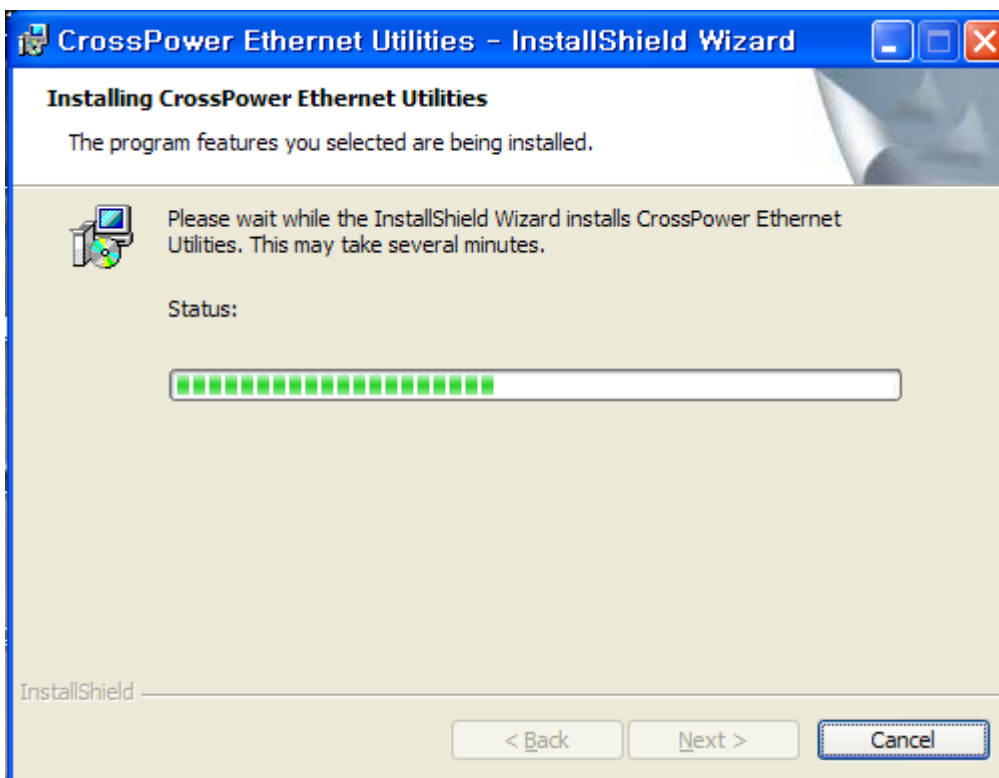 CrossPower Ethernet Utilities - InstallShield Wizard
Installing CrossPower Ethernet Utilities
The program features you selected are being installed.
Please wait while the InstallShield Wizard installs CrossPower Ethernet
Utilities. This may take several minutes.
Status:
InstallShield
< Back
Next >
Cancel